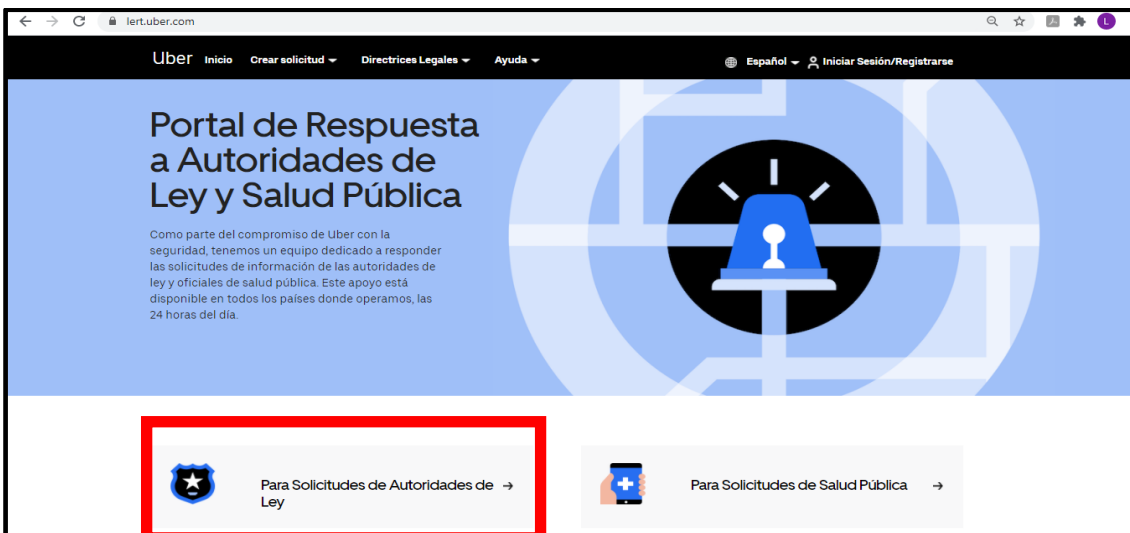 lert.uber.com
L
Uber Inicio Crear solicitud Directrices Legales Ayuda Español Iniciar Sesión/Registrarse
Portal de Respuesta
a Autoridades de
Ley y Salud Pública
Como parte del compromiso de Uber con la
seguridad, tenemos un equipo dedicado a responder
las solicitudes de información de las autoridades de
ley y oficiales de salud pública. Este apoyo está
disponible en todos los países donde operamos, las
24 horas del día.
Para Solicitudes de Autoridades de
Ley
Para Solicitudes de Salud Pública